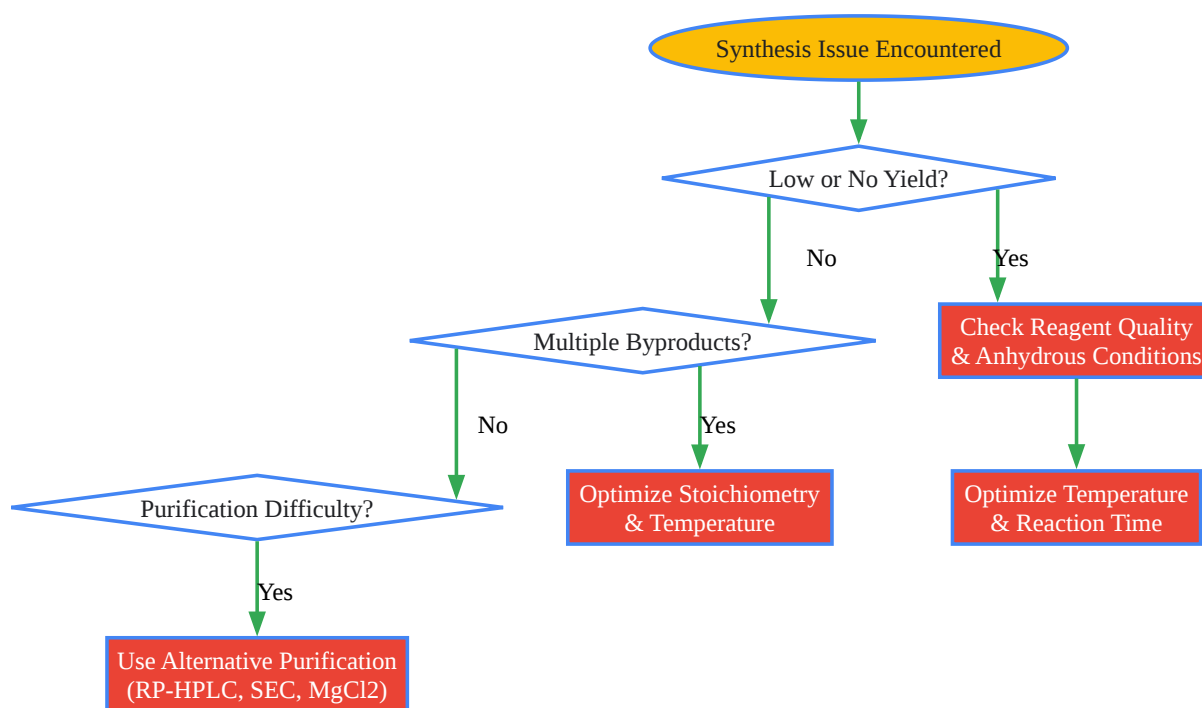 Synthesis Issue Encountered
Low or No Yield?
No
Yes
Check Reagent Quality
& Anhydrous Conditions
Multiple Byproducts?
No
Yes
Optimize Stoichiometry
& Temperature
Optimize Temperature
& Reaction Time
Purification Difficulty?
Yes
Use Alternative Purification
(RP-HPLC, SEC, MgCl2)